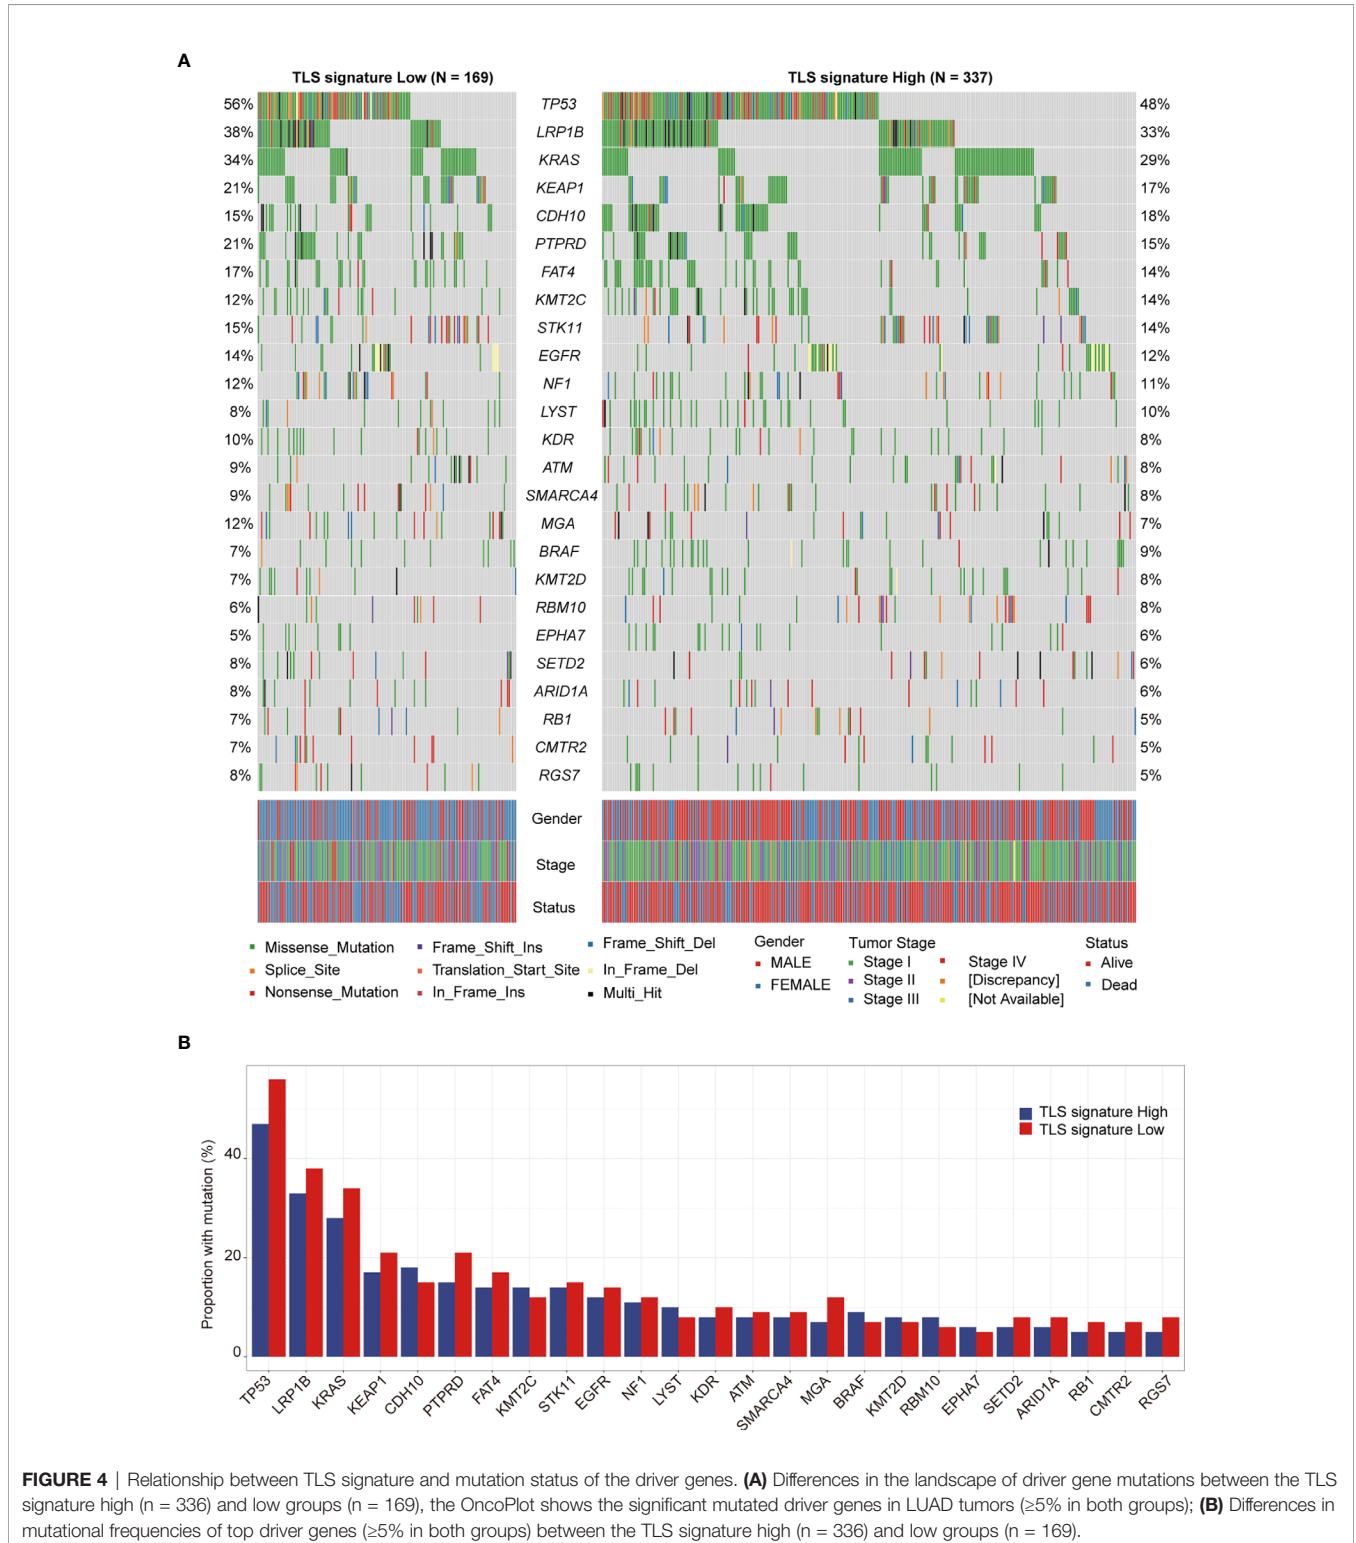 A
TLS signature Low (N = 169) TLS signature High (N = 337)
56% TP53 48%
38% LRP1B 33%
34% KRAS 29%
21% KEAP1 17%
15% CDH10 18%
21% PTPRD 15%
17% FAT4 14%
12% KMT2C 14%
15% STK11 14%
14% EGFR 12%
12% NF1 11%
8% LYST 10%
10% KDR 8%
9% ATM 8%
9% SMARCA4 8%
12% MGA 7%
7% BRAF 9%
7% KMT2D 8%
6% RBM10 8%
5% EPHA7 6%
8% SETD2 6%
8% ARID1A 6%
7% RB1 5%
7% CMTR2 5%
8% RGS7 5%
Gender
Stage
Status
Missense_Mutation Frame_Shift_Ins Frame_Shift_Del
Splice_Site Translation_Start_Site In_Frame_Del
Nonsense_Mutation In_Frame_Ins Multi_Hit
Gender
MALE
FEMALE
Tumor Stage
Stage I Stage IV
Stage II [Discrepancy]
Stage III [Not Available]
Status
Alive
Dead
B
Proportion with mutation (%)
40
20
0
TLS signature High
TLS signature Low
TP53 LRP1B KRAS KEAP1 CDH10 PTPRD FAT4 KMT2C STK11 EGFR NF1 LYST KDR ATM SMARCA4 MGA BRAF KMT2D RBM10 EPHA7 SETD2 ARID1A RB1 CMTR2 RGS7
FIGURE 4 | Relationship between TLS signature and mutation status of the driver genes. (A) Differences in the landscape of driver gene mutations between the TLS
signature high (n = 336) and low groups (n = 169), the OncoPlot shows the significant mutated driver genes in LUAD tumors (≥5% in both groups); (B) Differences in
mutational frequencies of top driver genes (≥5% in both groups) between the TLS signature high (n = 336) and low groups (n = 169).